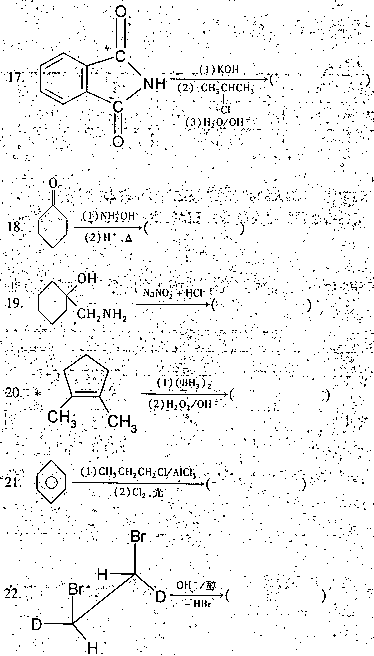 O
17. NH (1)KOH
(2) CH₃CHCH₃
Cl
(3)H₂O/OH⁻ ( )
O
O
18. (1)NH₂OH
(2)H⁺,Δ ( )
OH
19. NaNO₂+HCl ( )
CH₂NH₂
20. (1)(BH₃)₂
(2)H₂O₂/OH⁻ ( )
CH₃ CH₃
21. (1)CH₃CH₂CH₂Cl/AlCl₃
(2)Cl₂,光 ( )
Br
H
22. Br D OH⁻/醇
-HBr ( )
D
H